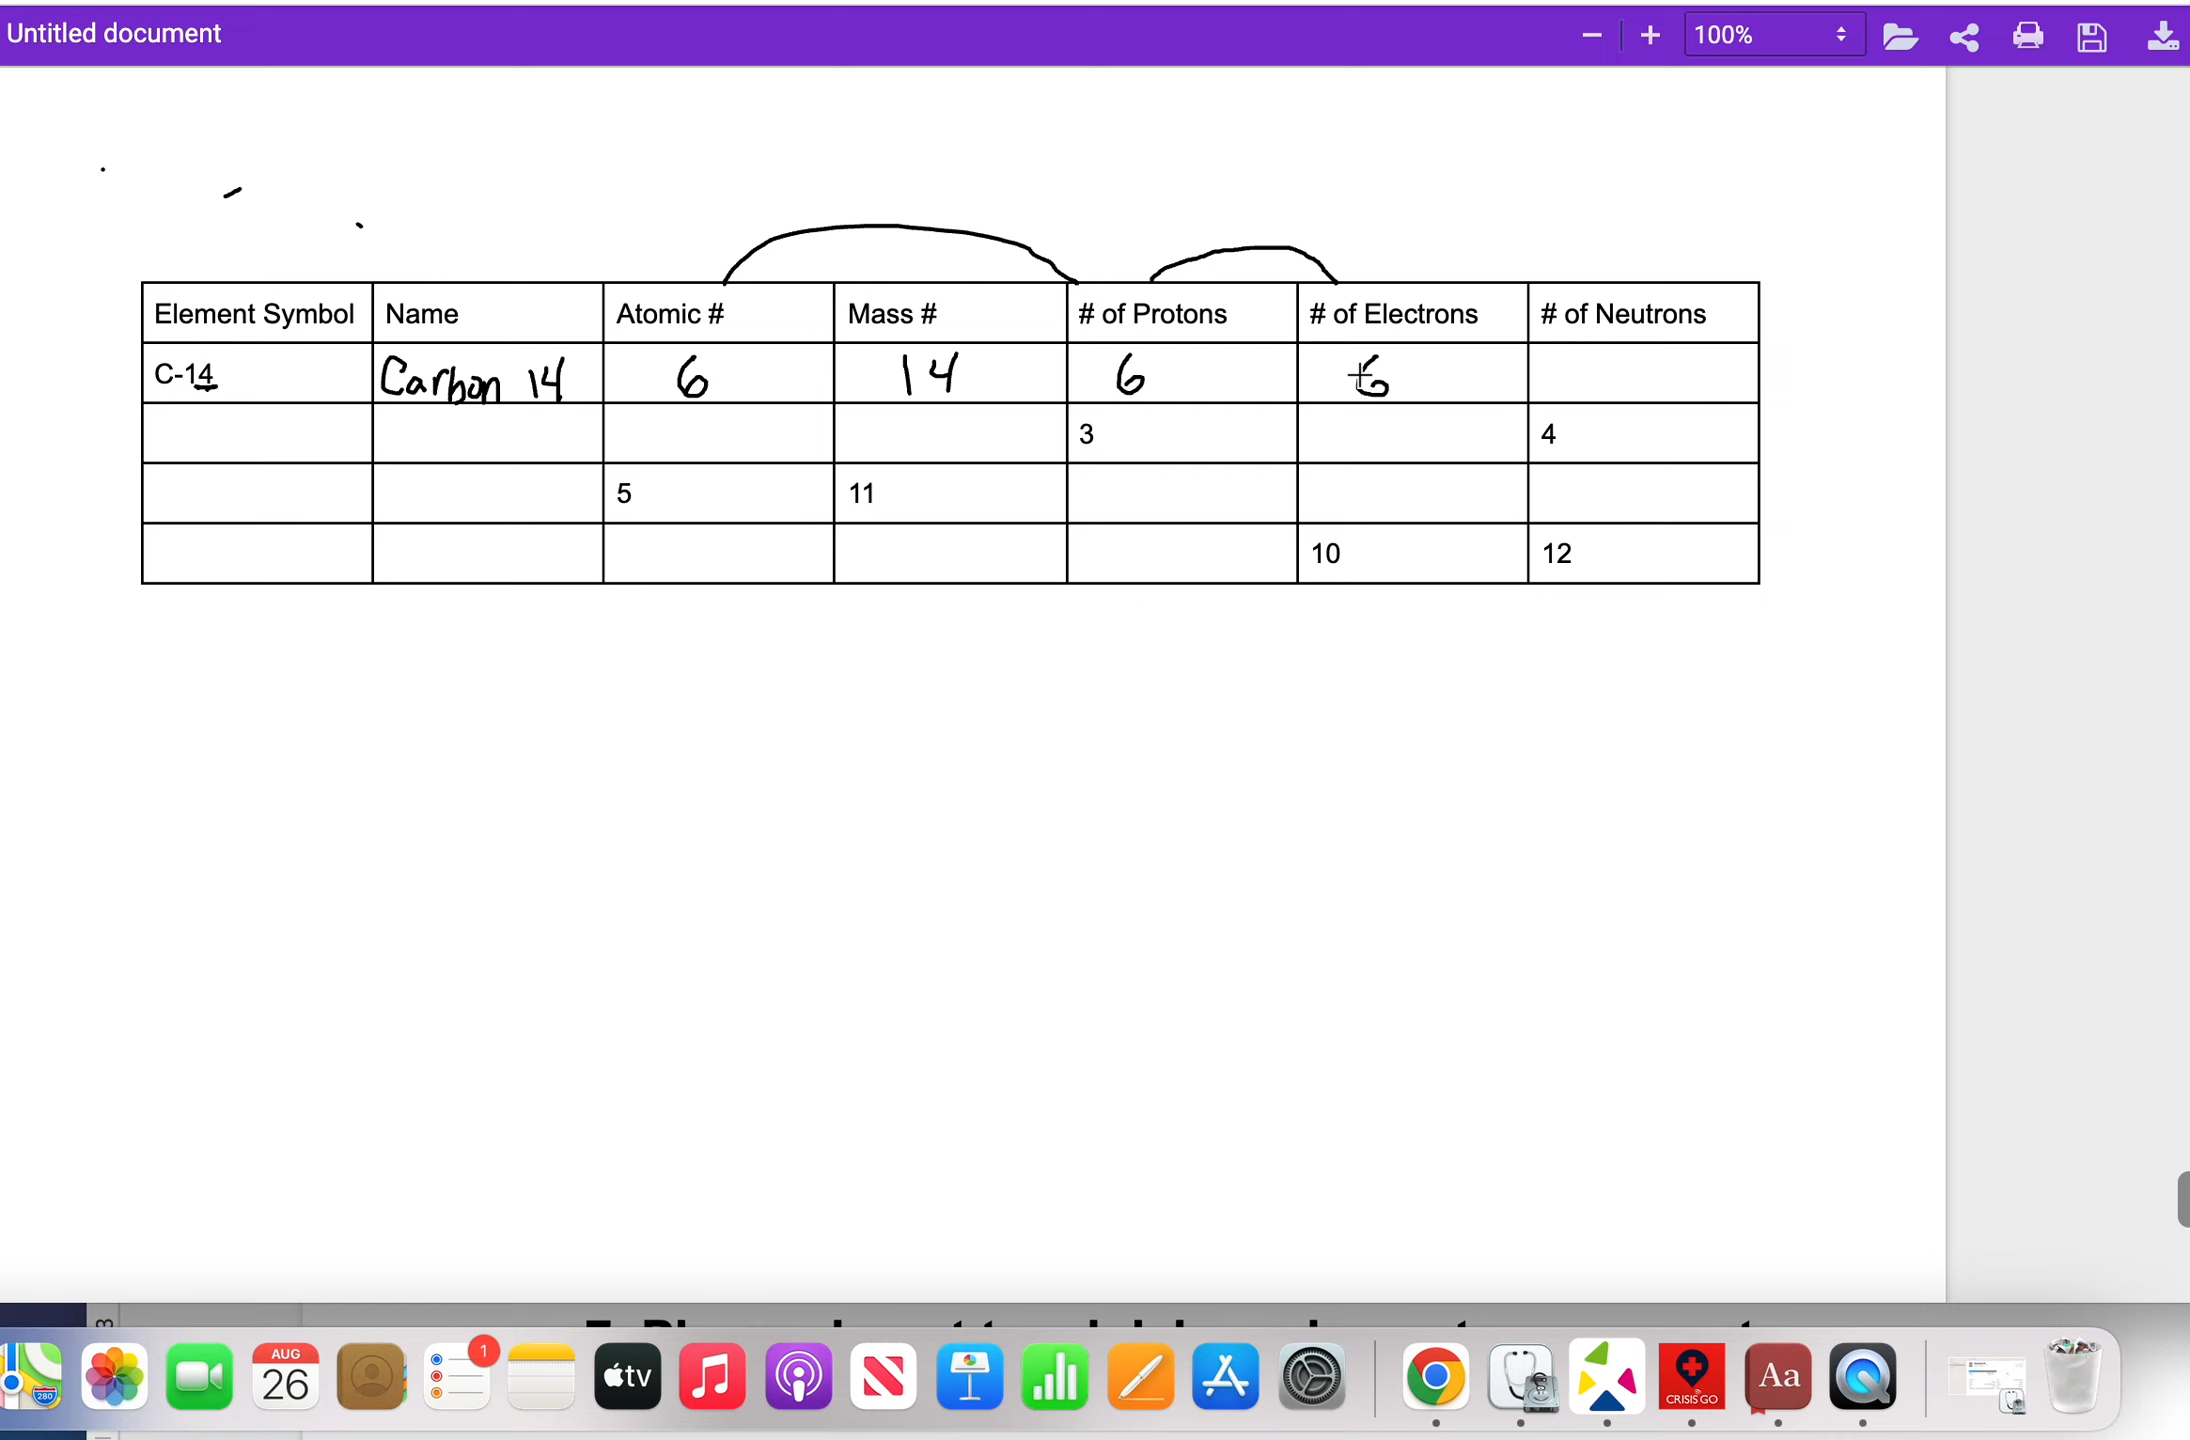 Untitled document
100%
Element Symbol Name Atomic # Mass # # of Protons # of Electrons # of Neutrons
C-14 Carbon 14 6 14 6 6
3 4
5 11
10 12
AUG
26
1
280
tv
Aa
CRISIS GO